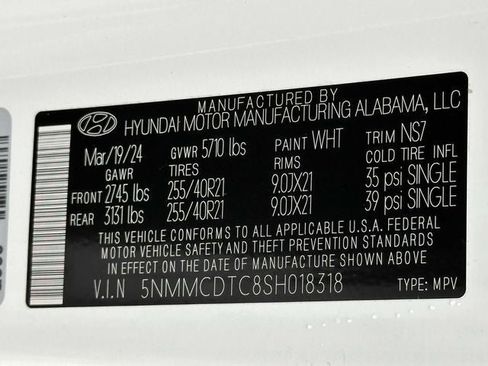 MANUFACTURED BY
HYUNDAI MOTOR MANUFACTURING ALABAMA, LLC
Mar/19/24 GVWR 5710 lbs PAINT WHT TRIM NS7
GAWR TIRES RIMS COLD TIRE INFL
FRONT 2745 lbs 255/40R21 9.0JX21 35 psi SINGLE
REAR 3131 lbs 255/40R21 9.0JX21 39 psi SINGLE
THIS VEHICLE CONFORMS TO ALL APPLICABLE U.S.A. FEDERAL
MOTOR VEHICLE SAFETY AND THEFT PREVENTION STANDARDS
IN EFFECT ON THE DATE OF MANUFACTURE SHOWN ABOVE
V.I.N 5NMMCDTC8SH018318 TYPE: MPV